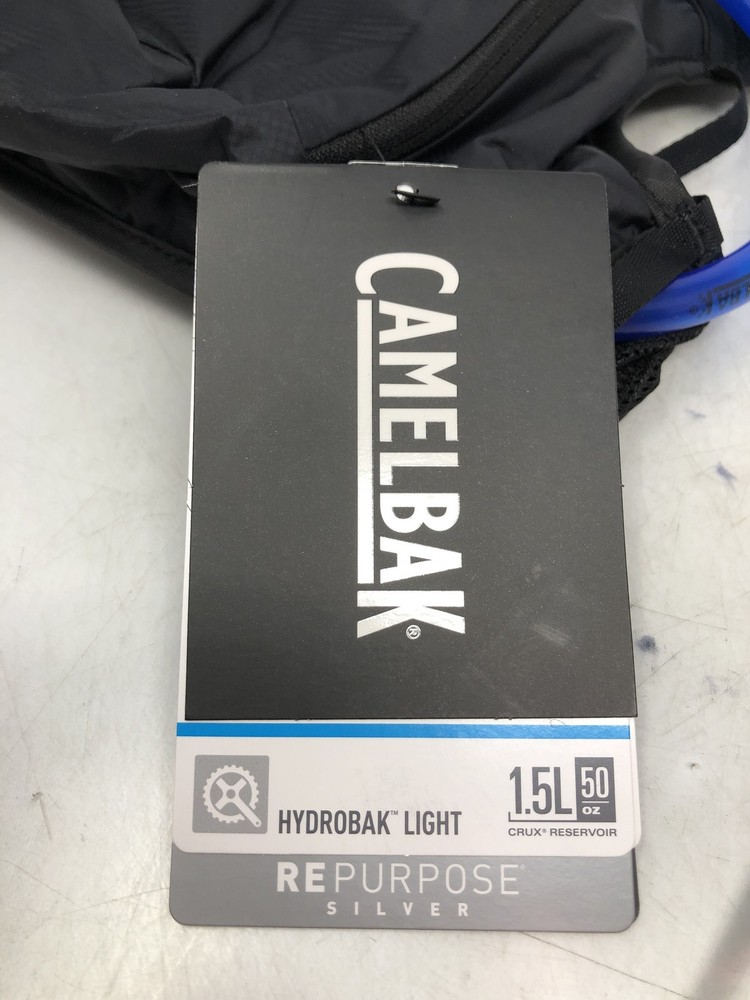 CAMELBAK®
HYDROBAK™ LIGHT
1.5L 50 OZ
CRUX® RESERVOIR
REPURPOSE
SILVER